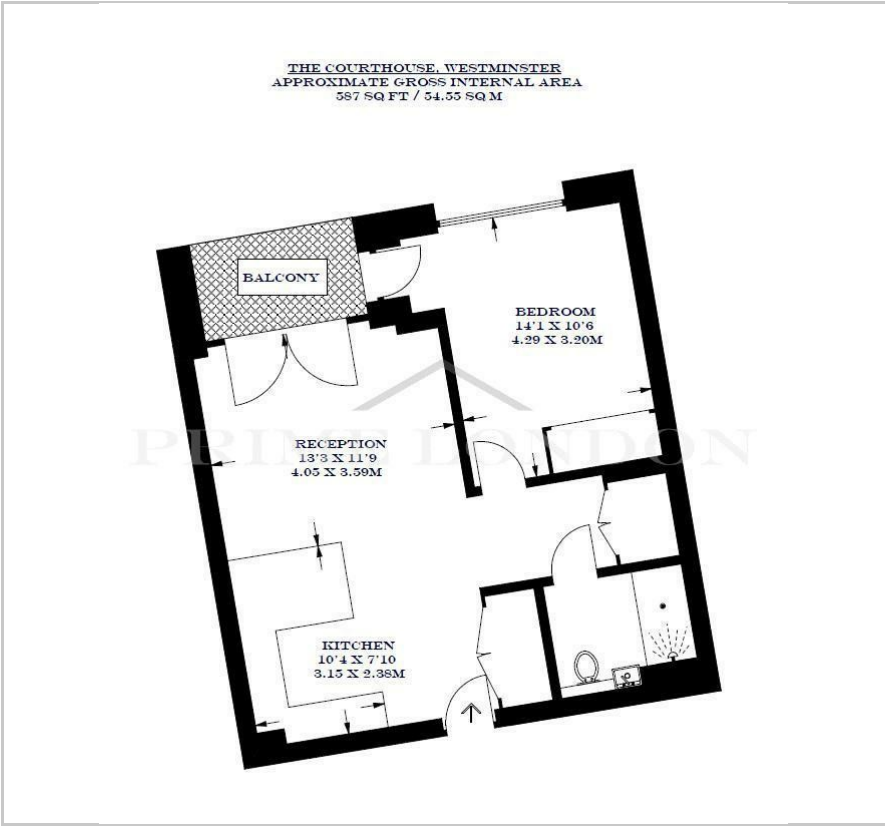 THE COURTHOUSE, WESTMINSTER
APPROXIMATE GROSS INTERNAL AREA
587 SQ FT / 54.55 SQ M
BALCONY
BEDROOM
14'1 X 10'6
4.29 X 3.20M
RECEPTION
13'3 X 11'9
4.05 X 3.59M
PRIME LONDON
KITCHEN
10'4 X 7'10
3.15 X 2.38M